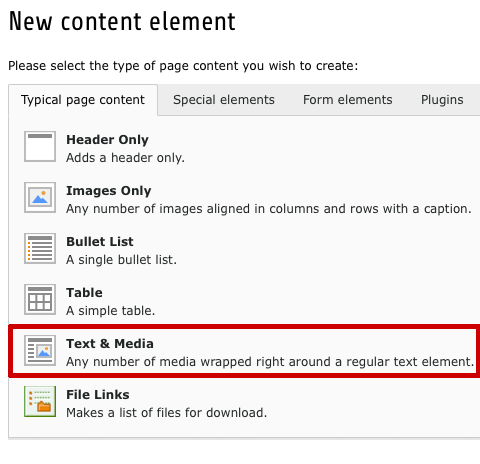 New content element
Please select the type of page content you wish to create:
Typical page content Special elements Form elements Plugins
Header Only
Adds a header only.
Images Only
Any number of images aligned in columns and rows with a caption.
Bullet List
A single bullet list.
Table
A simple table.
Text & Media
Any number of media wrapped right around a regular text element.
File Links
Makes a list of files for download.